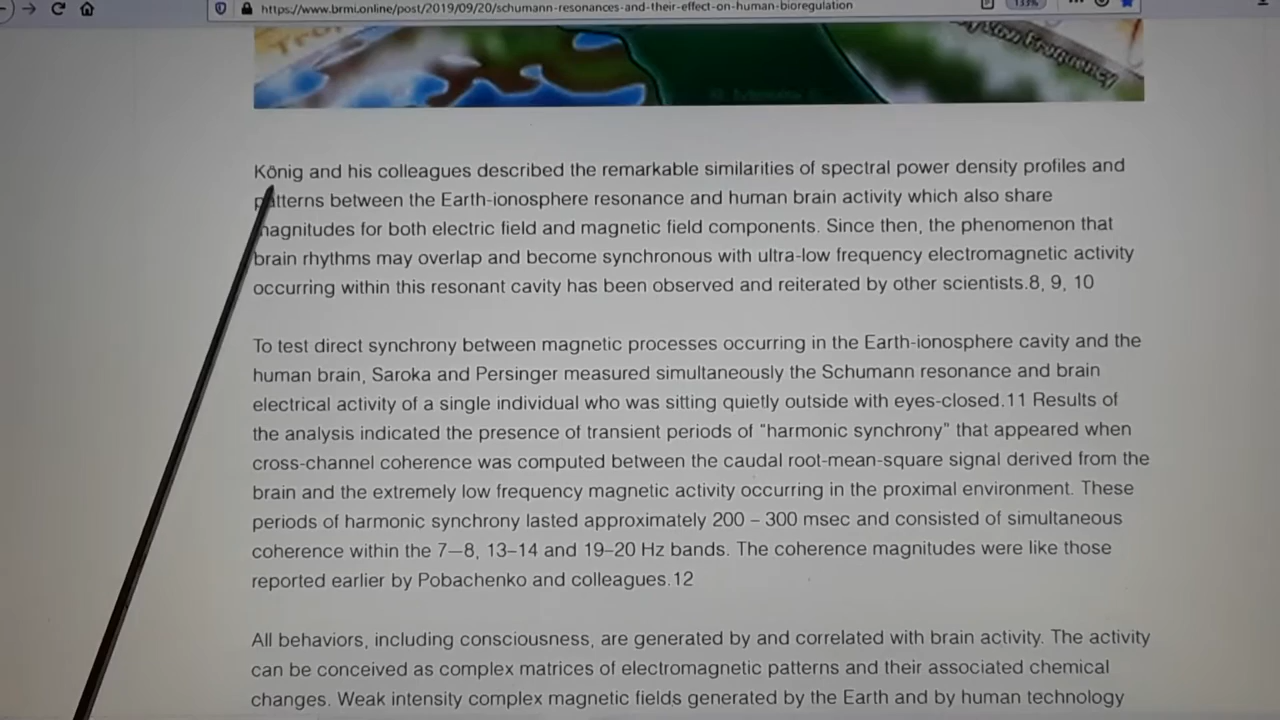 https://www.brmi.online/post/2019/09/20/schumann-resonances-and-their-effect-on-human-bioregulation
133%
Frequency
König and his colleagues described the remarkable similarities of spectral power density profiles and
patterns between the Earth-ionosphere resonance and human brain activity which also share
magnitudes for both electric field and magnetic field components. Since then, the phenomenon that
brain rhythms may overlap and become synchronous with ultra-low frequency electromagnetic activity
occurring within this resonant cavity has been observed and reiterated by other scientists.8, 9, 10
To test direct synchrony between magnetic processes occurring in the Earth-ionosphere cavity and the
human brain, Saroka and Persinger measured simultaneously the Schumann resonance and brain
electrical activity of a single individual who was sitting quietly outside with eyes-closed.11 Results of
the analysis indicated the presence of transient periods of “harmonic synchrony” that appeared when
cross-channel coherence was computed between the caudal root-mean-square signal derived from the
brain and the extremely low frequency magnetic activity occurring in the proximal environment. These
periods of harmonic synchrony lasted approximately 200 – 300 msec and consisted of simultaneous
coherence within the 7–8, 13–14 and 19–20 Hz bands. The coherence magnitudes were like those
reported earlier by Pobachenko and colleagues.12
All behaviors, including consciousness, are generated by and correlated with brain activity. The activity
can be conceived as complex matrices of electromagnetic patterns and their associated chemical
changes. Weak intensity complex magnetic fields generated by the Earth and by human technology